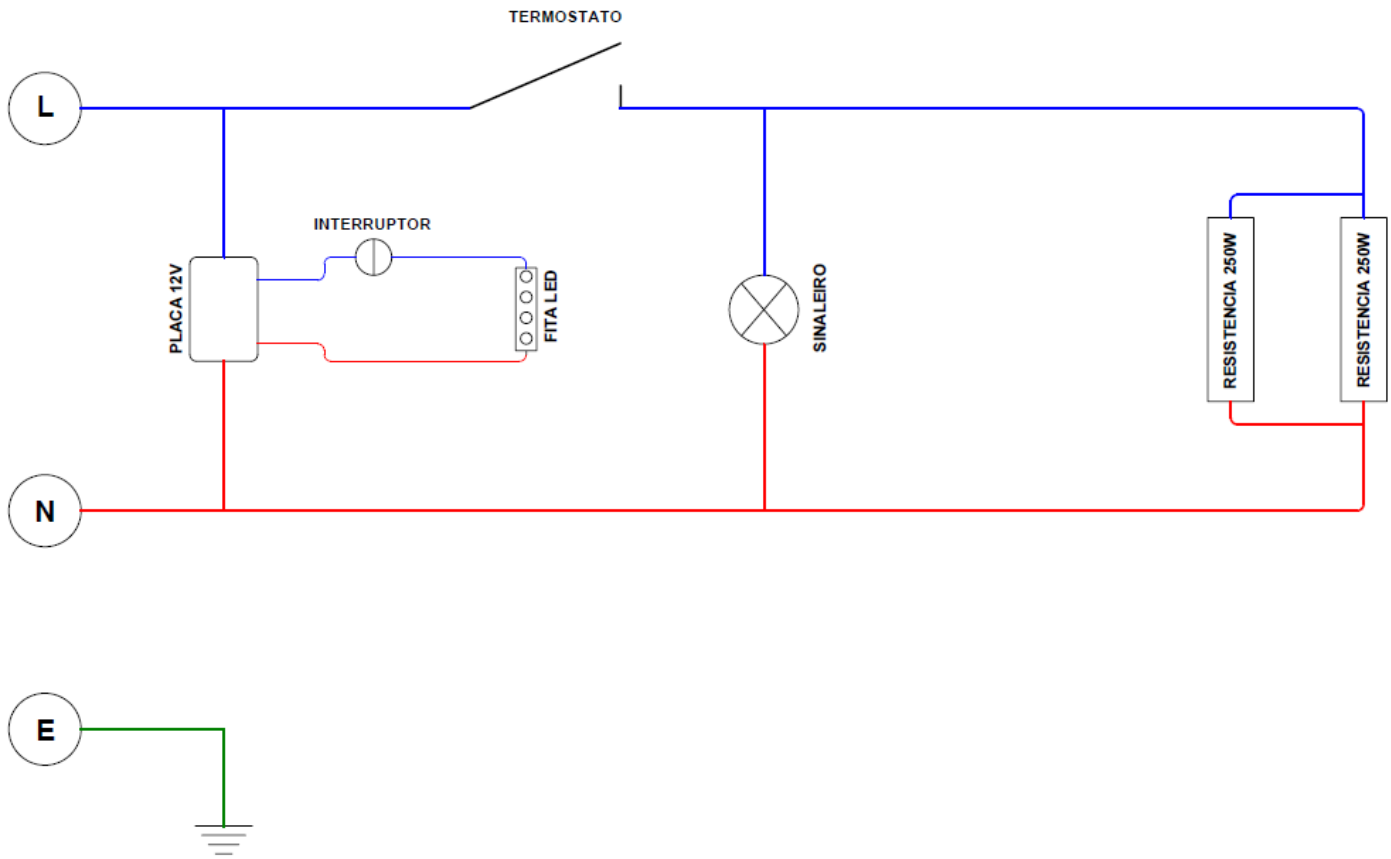 TERMOSTATO
L
INTERRUPTOR
PLACA 12V
FITA LED
SINALEIRO
RESISTENCIA 250W
RESISTENCIA 250W
N
E